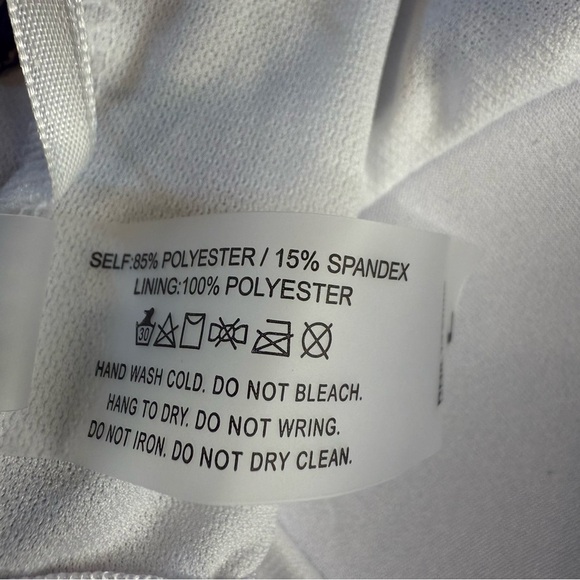 SELF:85% POLYESTER / 15% SPANDEX
LINING:100% POLYESTER
30
HAND WASH COLD. DO NOT BLEACH.
HANG TO DRY. DO NOT WRING.
DO NOT IRON. DO NOT DRY CLEAN.